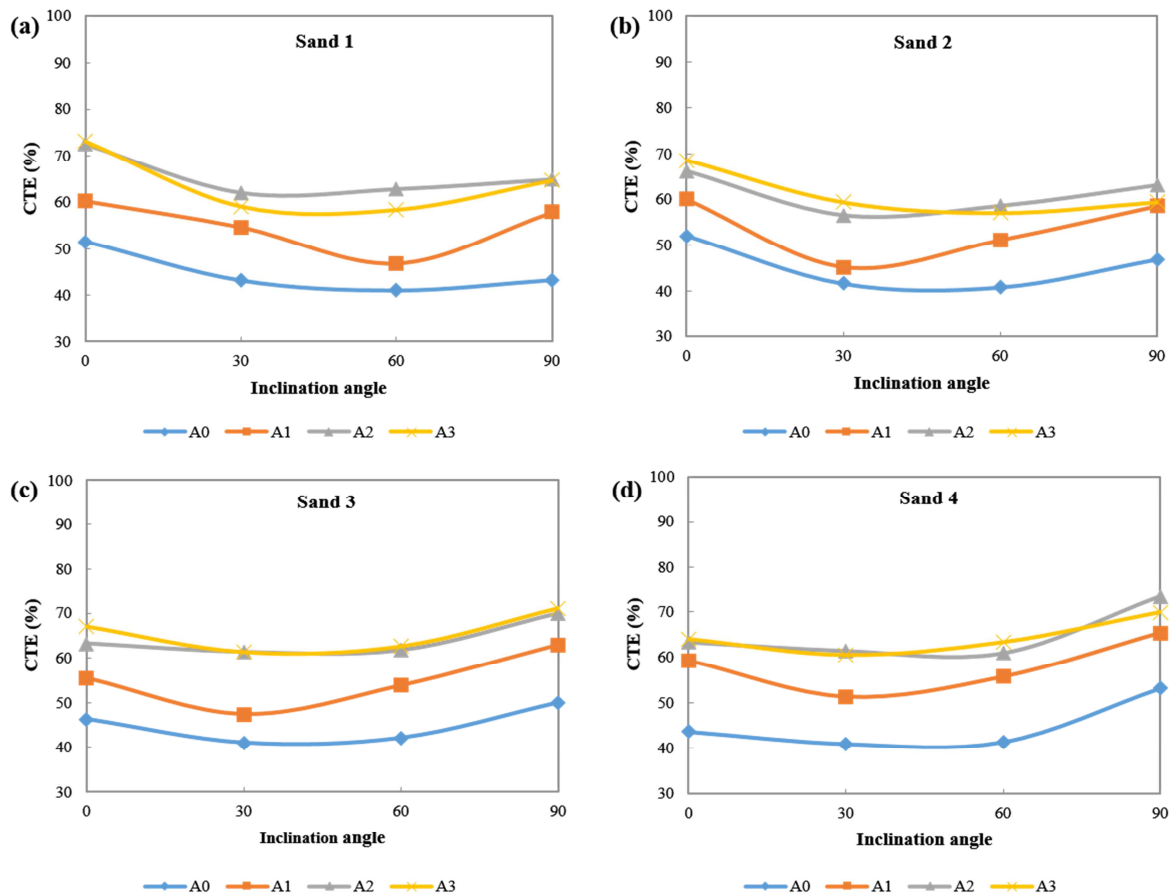 (a)
Sand 1
100
90
80
70
60
50
40
30
CTE (%)
0 30 60 90
Inclination angle
A0 A1 A2 A3
(b)
Sand 2
100
90
80
70
60
50
40
30
CTE (%)
0 30 60 90
Inclination angle
A0 A1 A2 A3
(c)
Sand 3
100
90
80
70
60
50
40
30
CTE (%)
0 30 60 90
Inclination angle
A0 A1 A2 A3
(d)
Sand 4
100
90
80
70
60
50
40
30
CTE (%)
0 30 60 90
Inclination angle
A0 A1 A2 A3